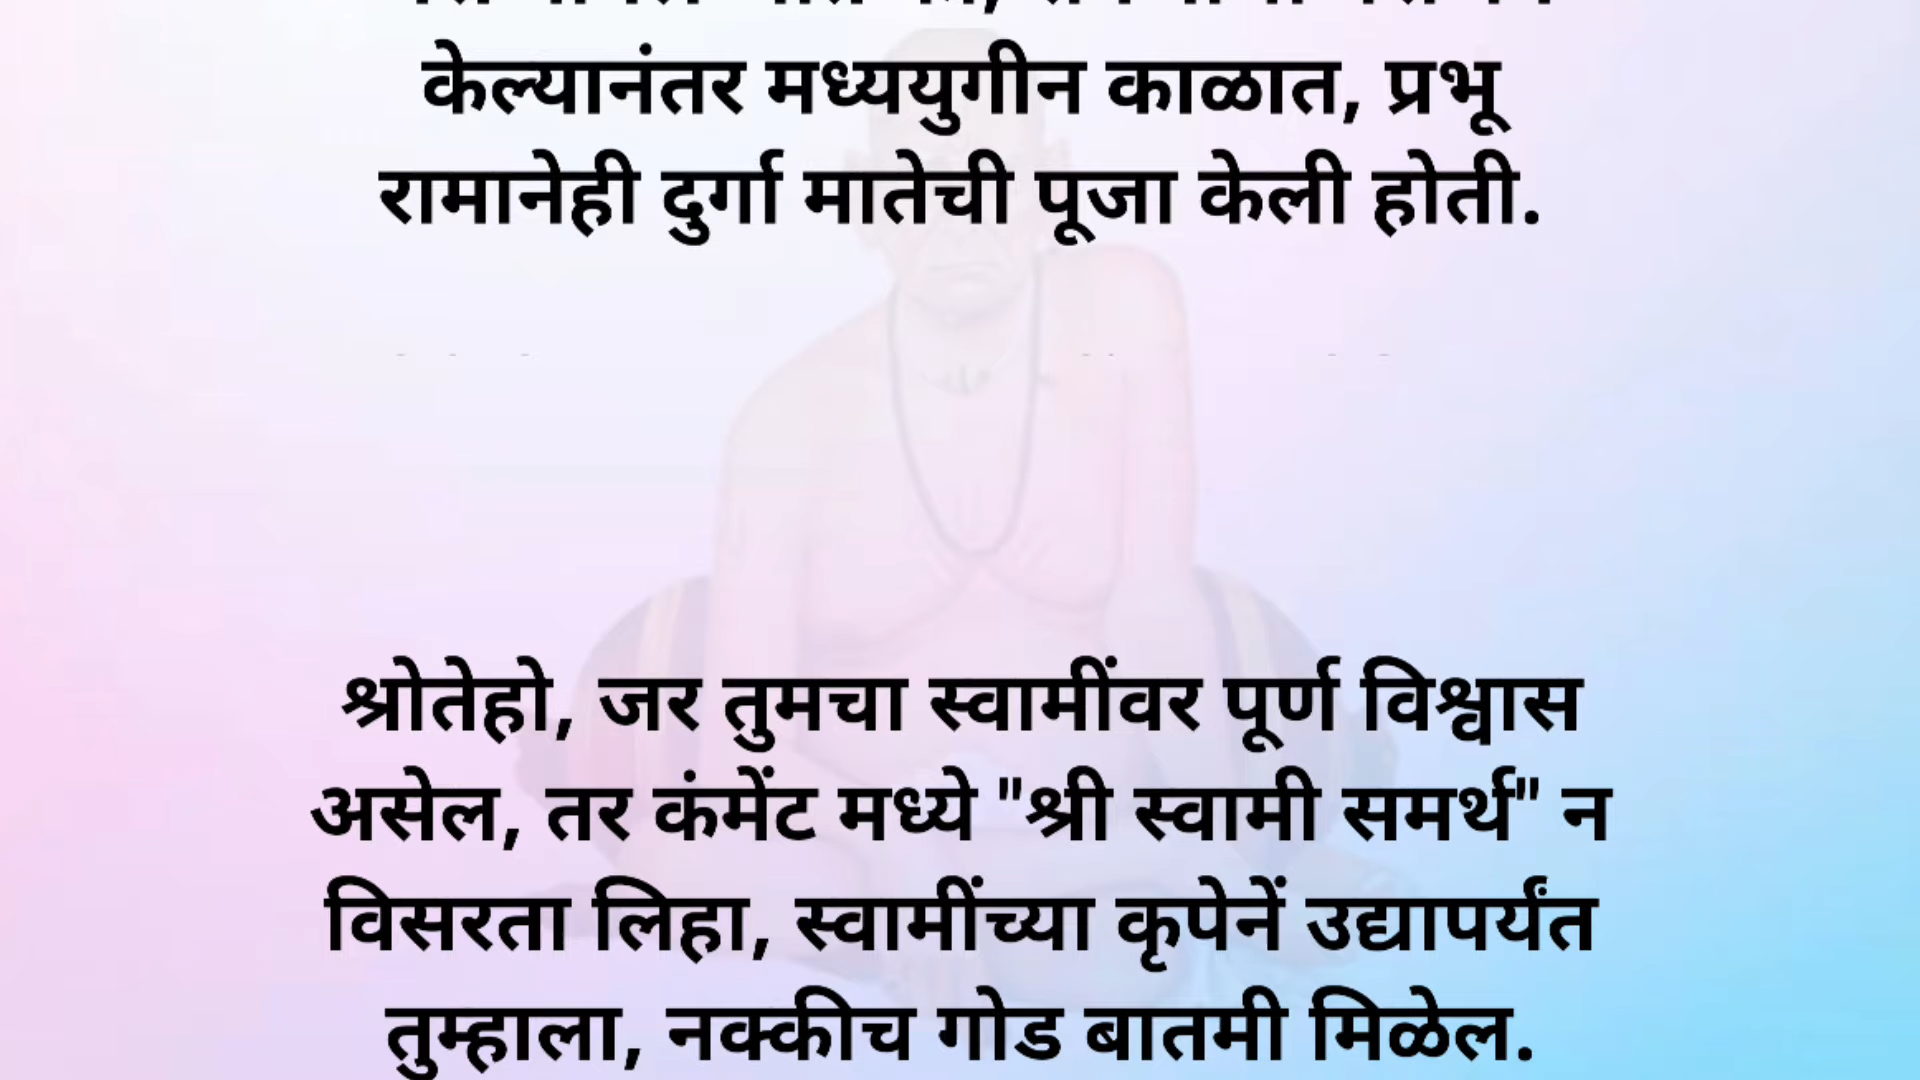 केल्यानंतर मध्ययुगीन काळात, प्रभू
रामानेही दुर्गा मातेची पूजा केली होती.
श्रोतेहो, जर तुमचा स्वामींवर पूर्ण विश्वास
असेल, तर कंमेंट मध्ये "श्री स्वामी समर्थ" न
विसरता लिहा, स्वामींच्या कृपेनें उद्यापर्यंत
तुम्हाला, नक्कीच गोड बातमी मिळेल.